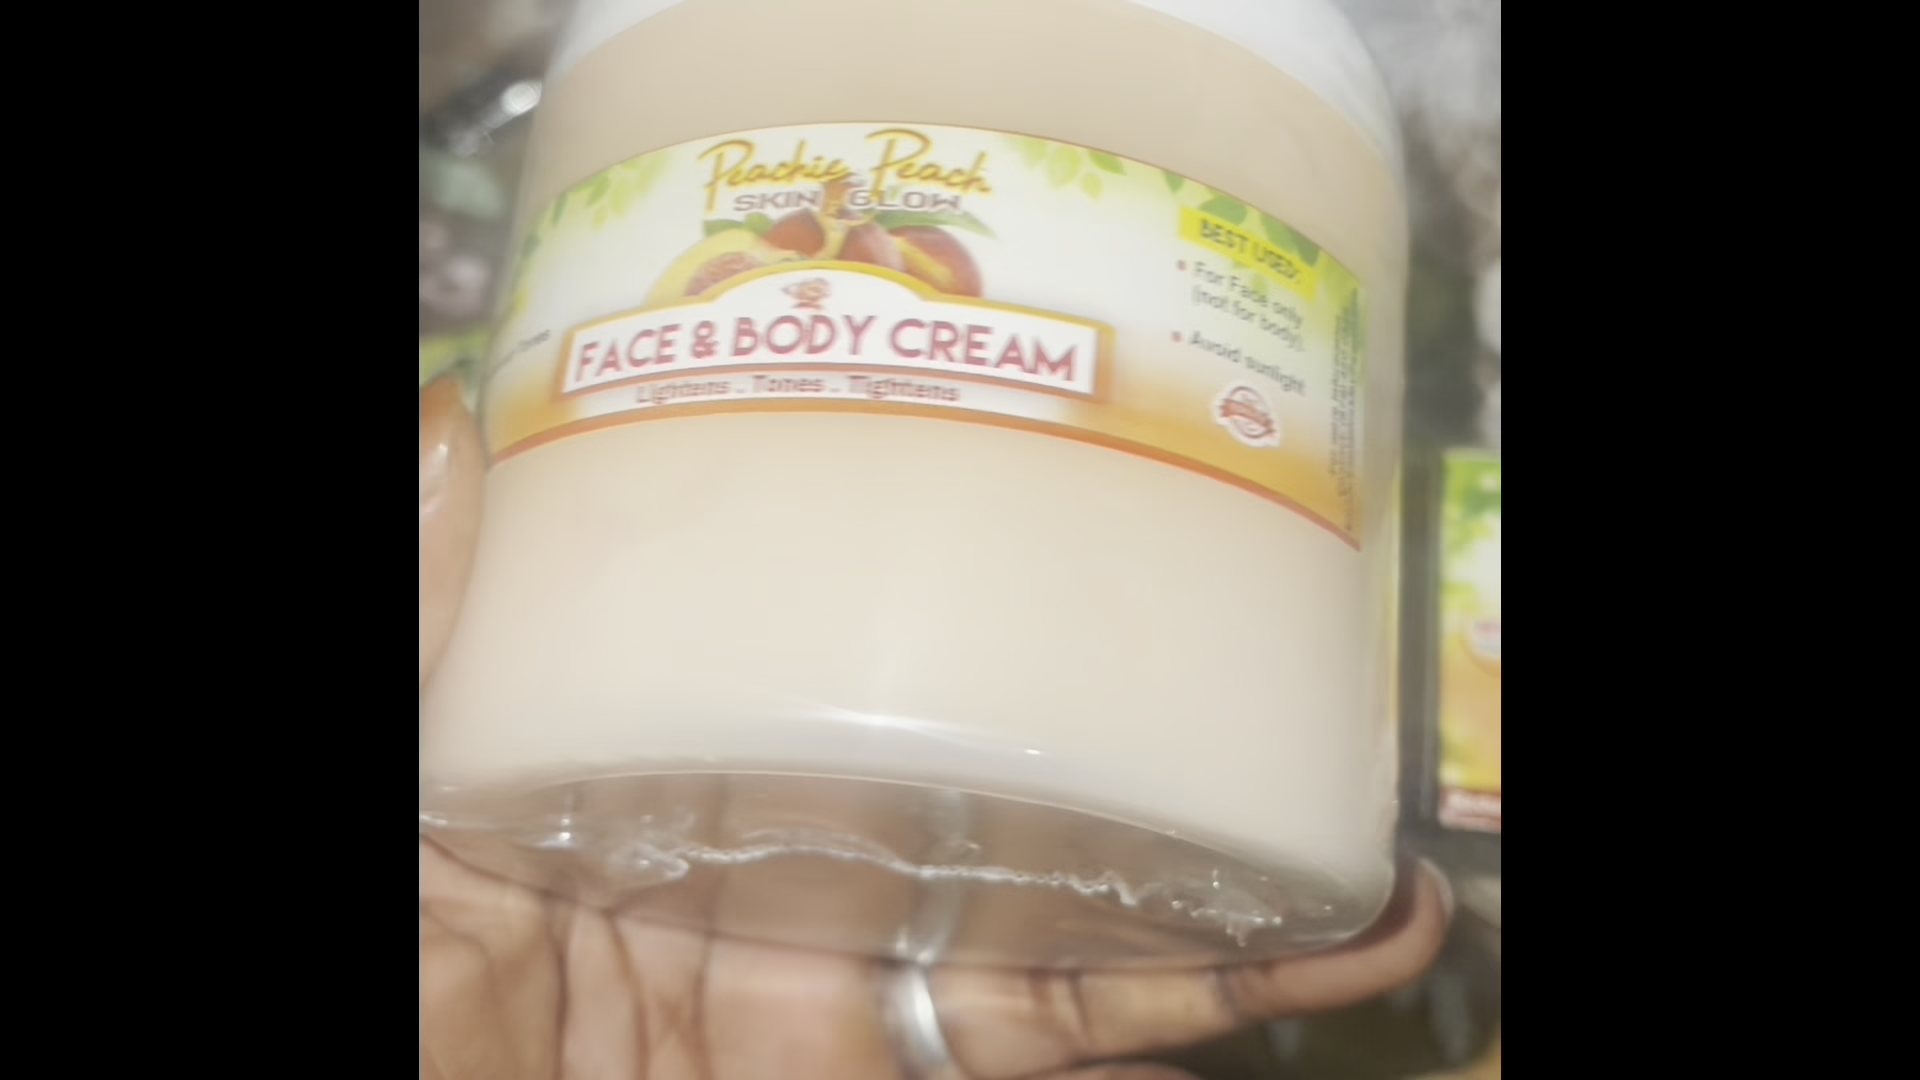 Peachie Peach
SKIN GLOW
FACE & BODY CREAM
Lightens . Tones . Tightens
BEST USED:
• For Face only
(not for body).
• Avoid sunlight